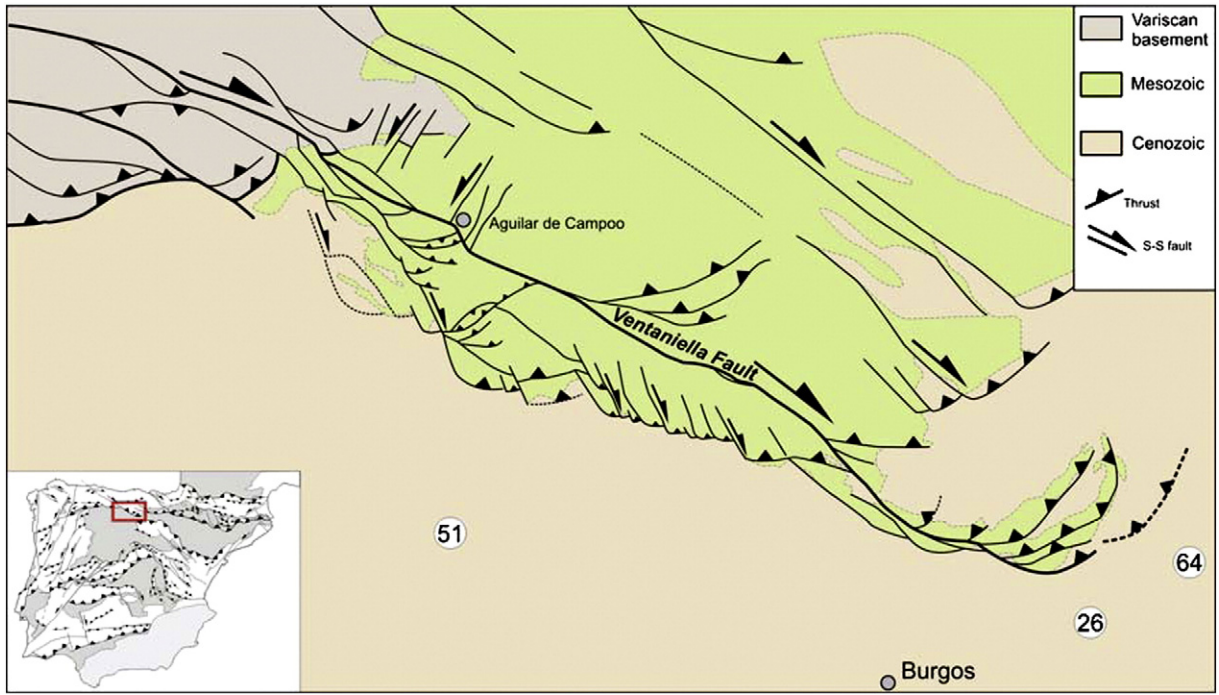 Variscan
basement
Mesozoic
Cenozoic
Thrust
S-S fault
Aguilar de Campoo
Ventaniella Fault
51
64
26
Burgos